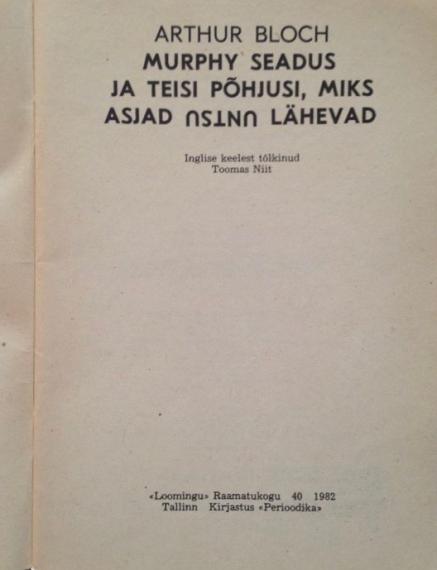 ARTHUR BLOCH
MURPHY SEADUS
JA TEISI PÕHJUSI, MIKS
ASJAD UNTSU LÄHEVAD
Inglise keelest tõlkinud
Toomas Niit
«Loomingu» Raamatukogu 40 1982
Tallinn Kirjastus «Perioodika»